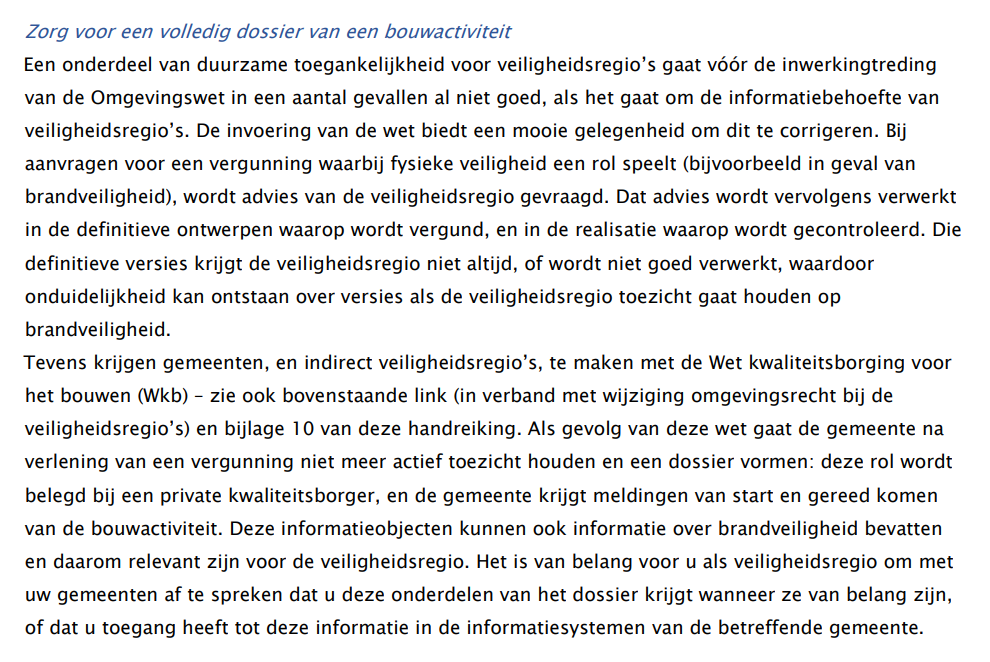 Zorg voor een volledig dossier van een bouwactiviteit
Een onderdeel van duurzame toegankelijkheid voor veiligheidsregio’s gaat vóór de inwerkingtreding
van de Omgevingswet in een aantal gevallen al niet goed, als het gaat om de informatiebehoefte van
veiligheidsregio’s. De invoering van de wet biedt een mooie gelegenheid om dit te corrigeren. Bij
aanvragen voor een vergunning waarbij fysieke veiligheid een rol speelt (bijvoorbeeld in geval van
brandveiligheid), wordt advies van de veiligheidsregio gevraagd. Dat advies wordt vervolgens verwerkt
in de definitieve ontwerpen waarop wordt vergund, en in de realisatie waarop wordt gecontroleerd. Die
definitieve versies krijgt de veiligheidsregio niet altijd, of wordt niet goed verwerkt, waardoor
onduidelijkheid kan ontstaan over versies als de veiligheidsregio toezicht gaat houden op
brandveiligheid.
Tevens krijgen gemeenten, en indirect veiligheidsregio’s, te maken met de Wet kwaliteitsborging voor
het bouwen (Wkb) – zie ook bovenstaande link (in verband met wijziging omgevingsrecht bij de
veiligheidsregio’s) en bijlage 10 van deze handreiking. Als gevolg van deze wet gaat de gemeente na
verlening van een vergunning niet meer actief toezicht houden en een dossier vormen: deze rol wordt
belegd bij een private kwaliteitsborger, en de gemeente krijgt meldingen van start en gereed komen
van de bouwactiviteit. Deze informatieobjecten kunnen ook informatie over brandveiligheid bevatten
en daarom relevant zijn voor de veiligheidsregio. Het is van belang voor u als veiligheidsregio om met
uw gemeenten af te spreken dat u deze onderdelen van het dossier krijgt wanneer ze van belang zijn,
of dat u toegang heeft tot deze informatie in de informatiesystemen van de betreffende gemeente.